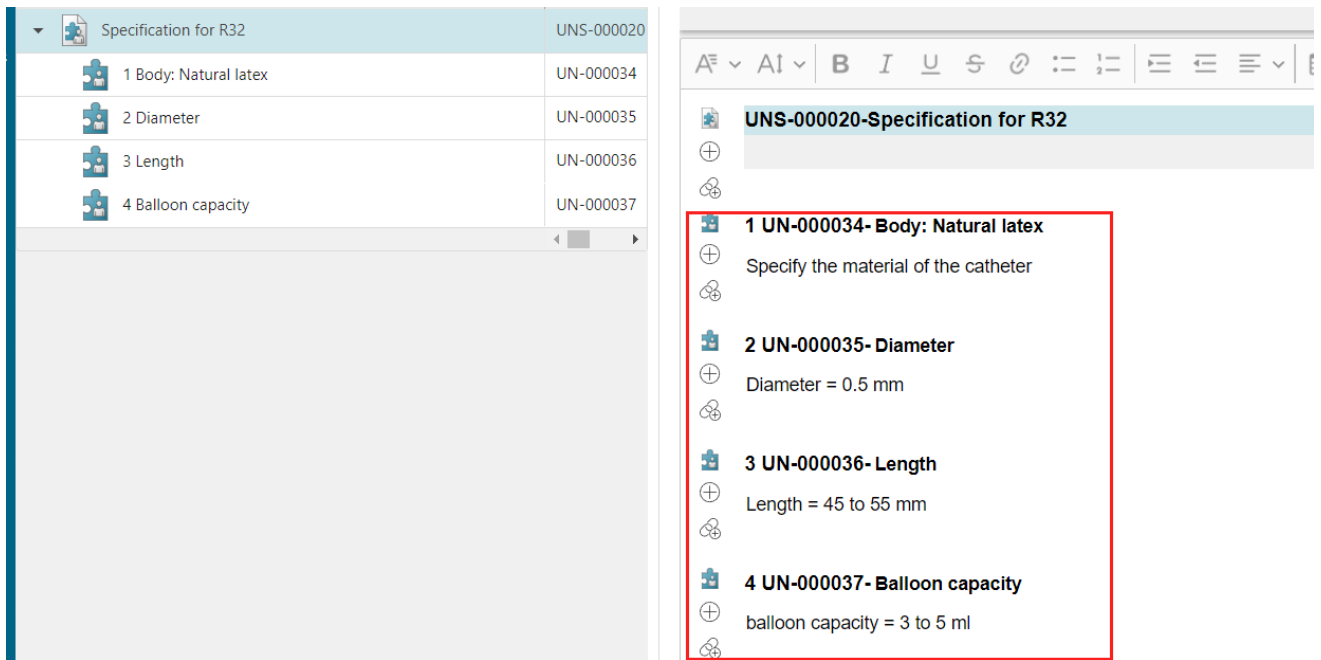 Specification for R32 UNS-000020
1 Body: Natural latex UN-000034
2 Diameter UN-000035
3 Length UN-000036
4 Balloon capacity UN-000037
B I U S
UNS-000020-Specification for R32
1 UN-000034- Body: Natural latex
Specify the material of the catheter
2 UN-000035- Diameter
Diameter = 0.5 mm
3 UN-000036- Length
Length = 45 to 55 mm
4 UN-000037- Balloon capacity
balloon capacity = 3 to 5 ml